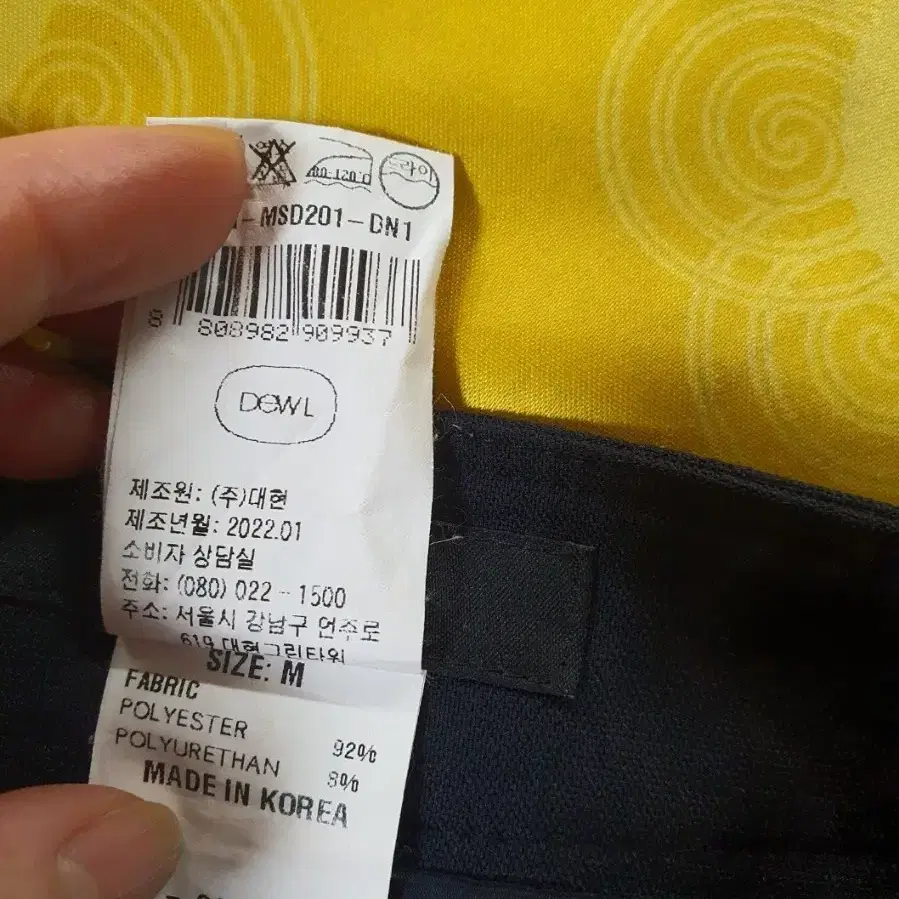 드라이
80-120℃
-MSD201-DN1
8 808982 909937
DEWL
제조원: (주)대현
제조년월: 2022.01
소비자 상담실
전화: (080) 022-1500
주소: 서울시 강남구 언주로
619 대현그린타워
SIZE: M
FABRIC
POLYESTER 92%
POLYURETHAN 8%
MADE IN KOREA